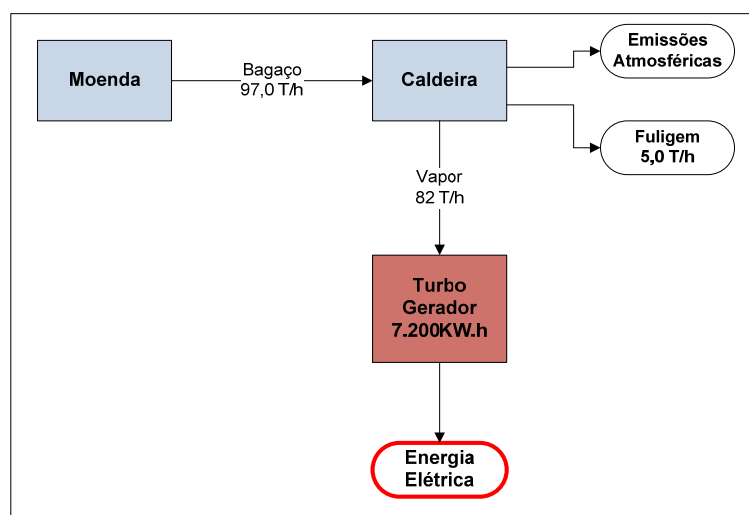 Moenda
Bagaço
97,0 T/h
Caldeira
Emissões
Atmosféricas
Fuligem
5,0 T/h
Vapor
82 T/h
Turbo
Gerador
7.200KW.h
Energia
Elétrica